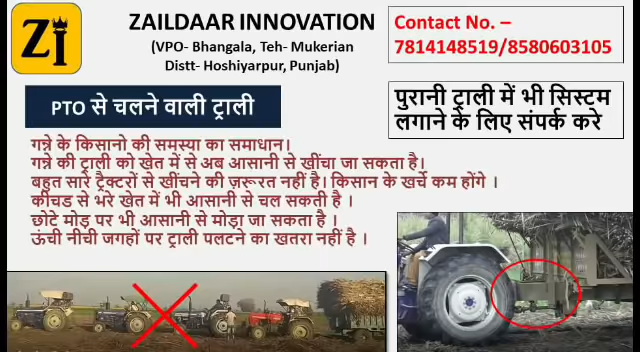 Zi
ZAILDAAR INNOVATION
(VPO- Bhangala, Teh- Mukerian
Distt- Hoshiyarpur, Punjab)
Contact No. –
7814148519/8580603105
PTO से चलने वाली ट्राली
पुरानी ट्राली में भी सिस्टम
लगाने के लिए संपर्क करे
गन्ने के किसानो की समस्या का समाधान।
गन्ने की ट्राली को खेत में से अब आसानी से खींचा जा सकता है।
बहुत सारे ट्रैक्टरों से खींचने की ज़रूरत नहीं है। किसान के खर्चे कम होंगे ।
कीचड से भरे खेत में भी आसानी से चल सकती है ।
छोटे मोड़ पर भी आसानी से मोड़ा जा सकता है ।
ऊंची नीची जगहों पर ट्राली पलटने का खतरा नहीं है ।